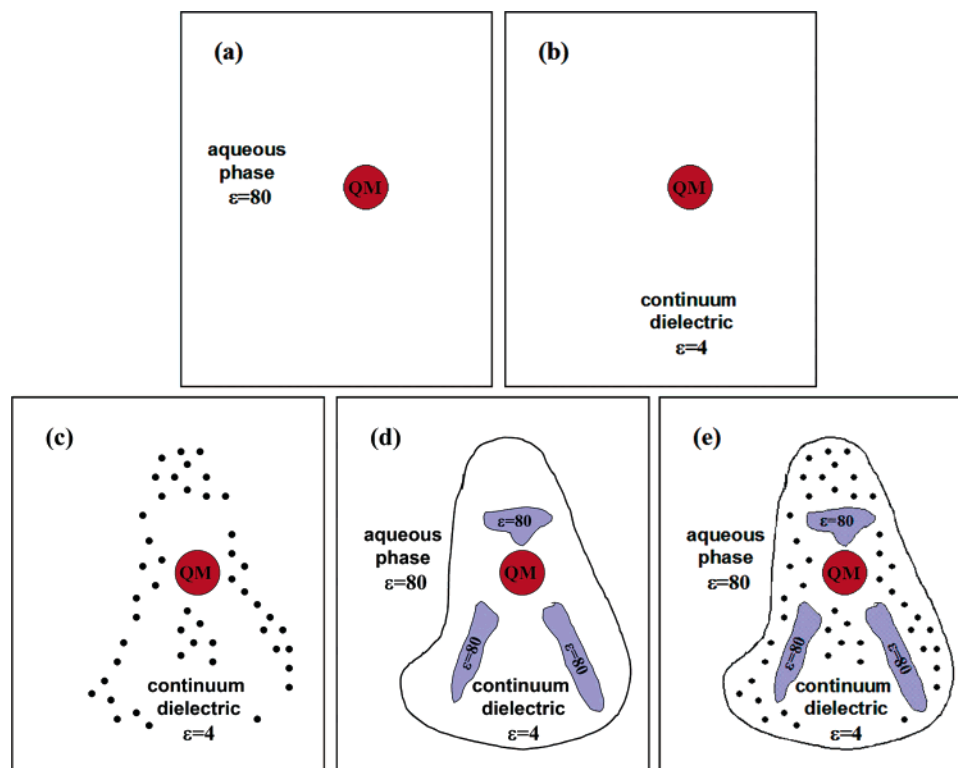 (a)
aqueous
phase
ε=80
QM
(b)
QM
continuum
dielectric
ε=4
(c)
QM
continuum
dielectric
ε=4
(d)
aqueous
phase
ε=80
ε=80
QM
ε=80
ε=80
continuum
dielectric
ε=4
(e)
aqueous
phase
ε=80
ε=80
QM
ε=80
ε=80
continuum
dielectric
ε=4